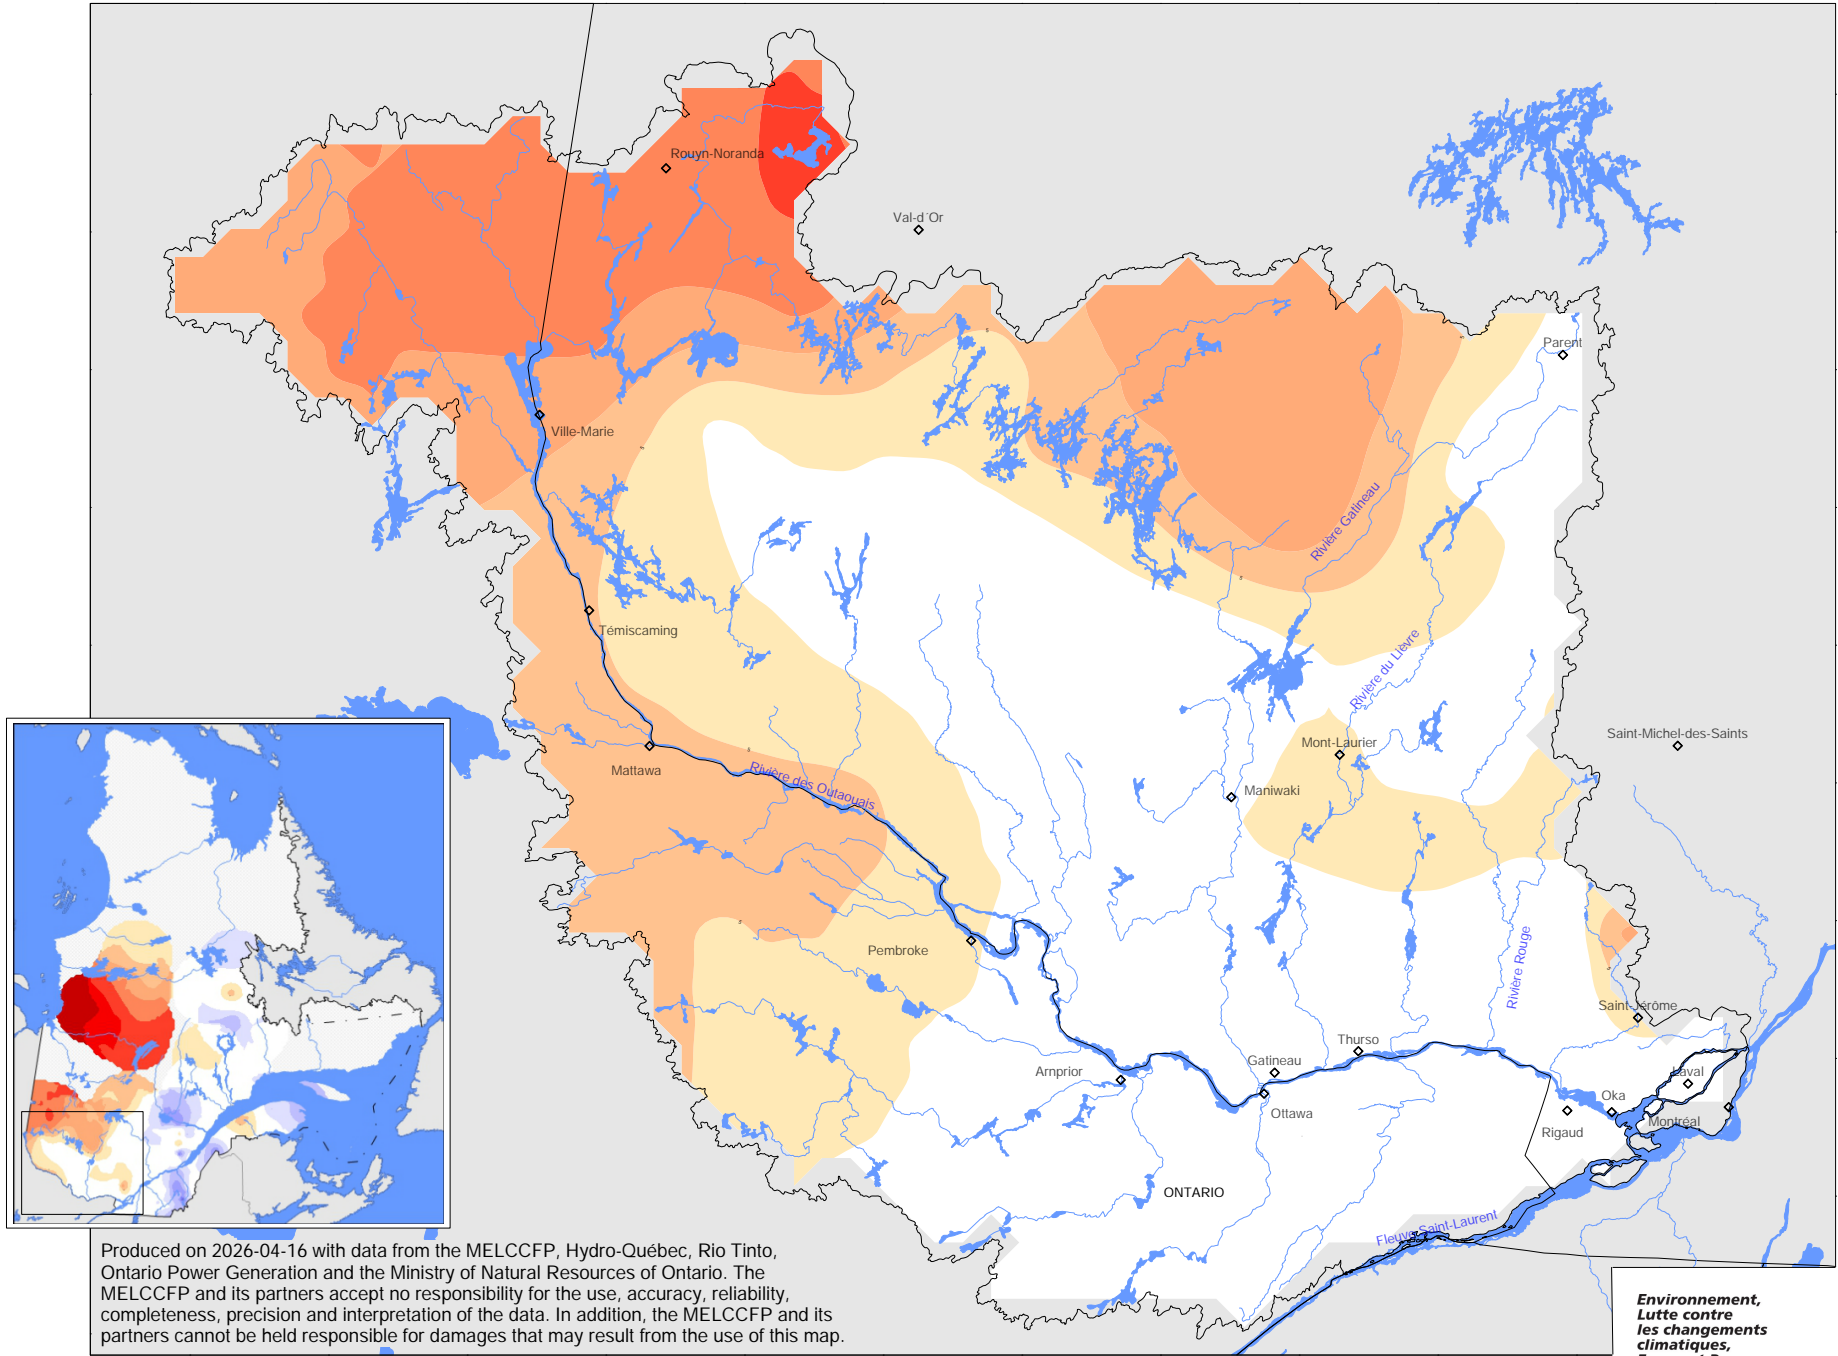 Rouyn-Noranda
Val-d´Or
Parent
Ville-Marie
Rivière Gatineau
Témiscaming
Rivière du Lièvre
Saint-Michel-des-Saints
Mont-Laurier
Mattawa
Rivière des Outaouais
Maniwaki
Pembroke
Rivière Rouge
Saint-Jérôme
Thurso
Gatineau
Arnprior
Laval
Oka
Ottawa
Montréal
Rigaud
ONTARIO
Fleuve Saint-Laurent
Produced on 2026-04-16 with data from the MELCCFP, Hydro-Québec, Rio Tinto,
Ontario Power Generation and the Ministry of Natural Resources of Ontario. The
MELCCFP and its partners accept no responsibility for the use, accuracy, reliability,
completeness, precision and interpretation of the data. In addition, the MELCCFP and its
partners cannot be held responsible for damages that may result from the use of this map.
Environnement,
Lutte contre
les changements
climatiques,